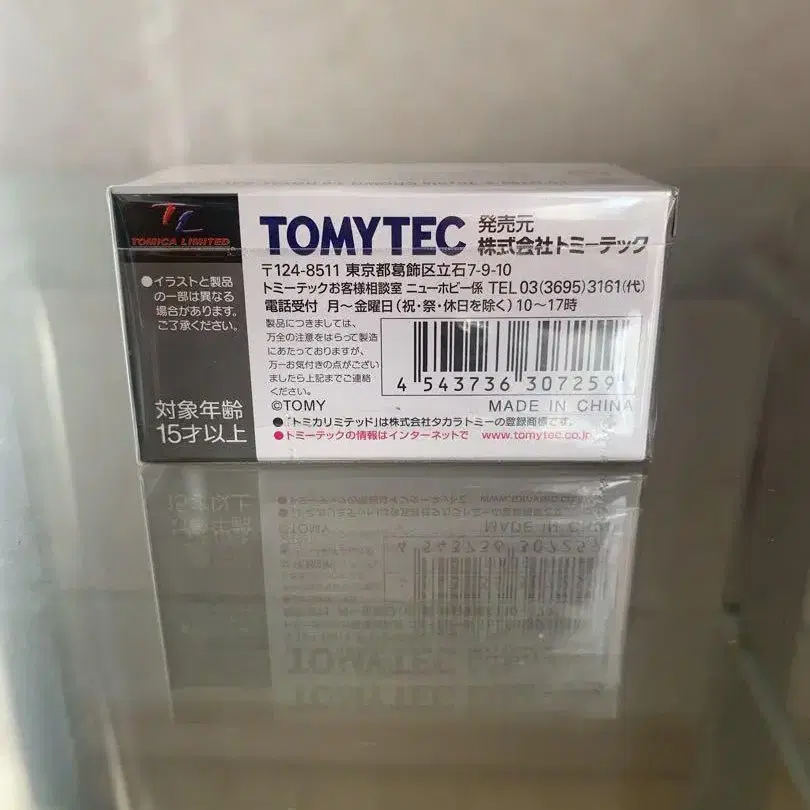 TL
TOMICA LIMITED
●イラストと製品
の一部は異なる
場合があります。
ご了承ください。
対象年齢
15才以上
TOMYTEC 発売元
株式会社トミーテック
〒124-8511 東京都葛飾区立石7-9-10
トミーテックお客様相談室 ニューホビー係 TEL 03(3695)3161(代)
電話受付 月～金曜日(祝・祭・休日を除く)10～17時
製品につきましては、
万全の注意をはらって製造
にあたっておりますが、
万一お気付きの点がござい
ましたら上記までご連絡
ください。
4 543736 307259
©TOMY MADE IN CHINA
●「トミカリミテッド」は株式会社タカラトミーの登録商標です。
●トミーテックの情報はインターネットで www.tomytec.co.jp